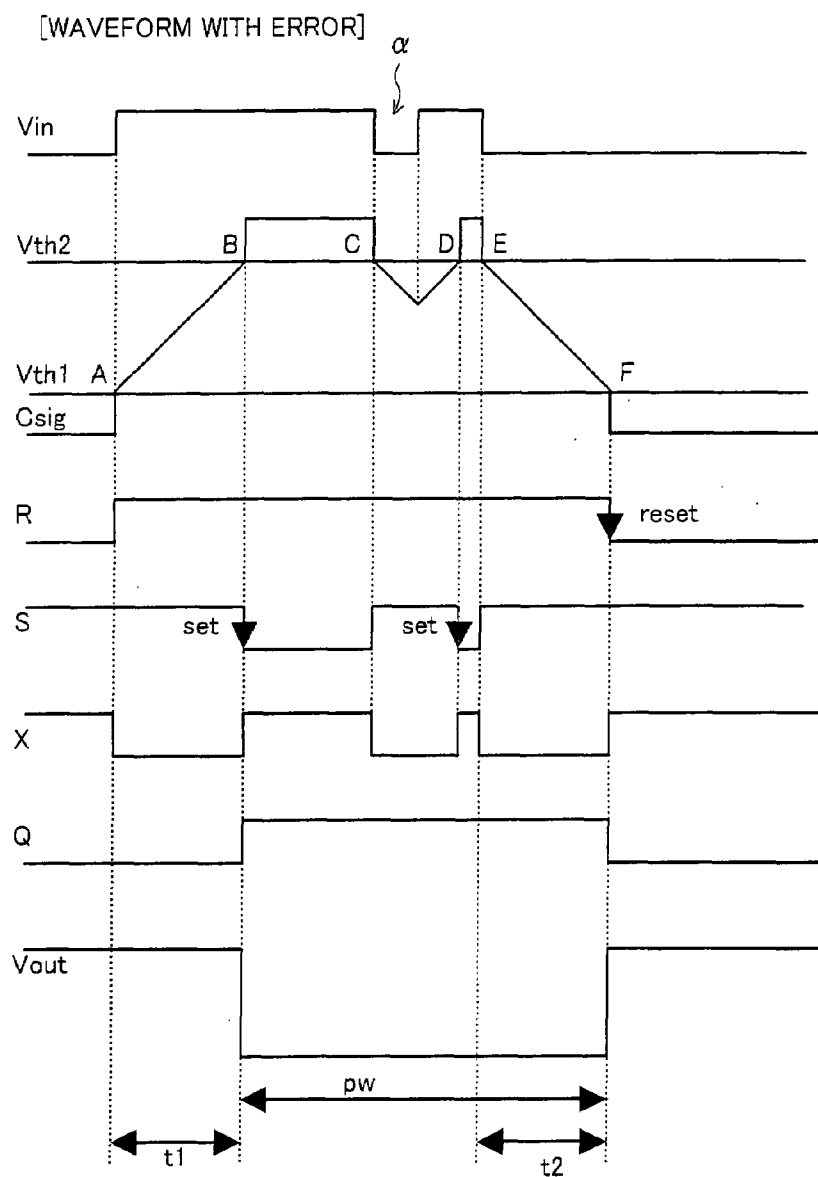 [WAVEFORM WITH ERROR]
α
Vin
Vth2 B C D E
Vth1 A F
Csig
R reset
S set set
X
Q
Vout
pw
t1 t2